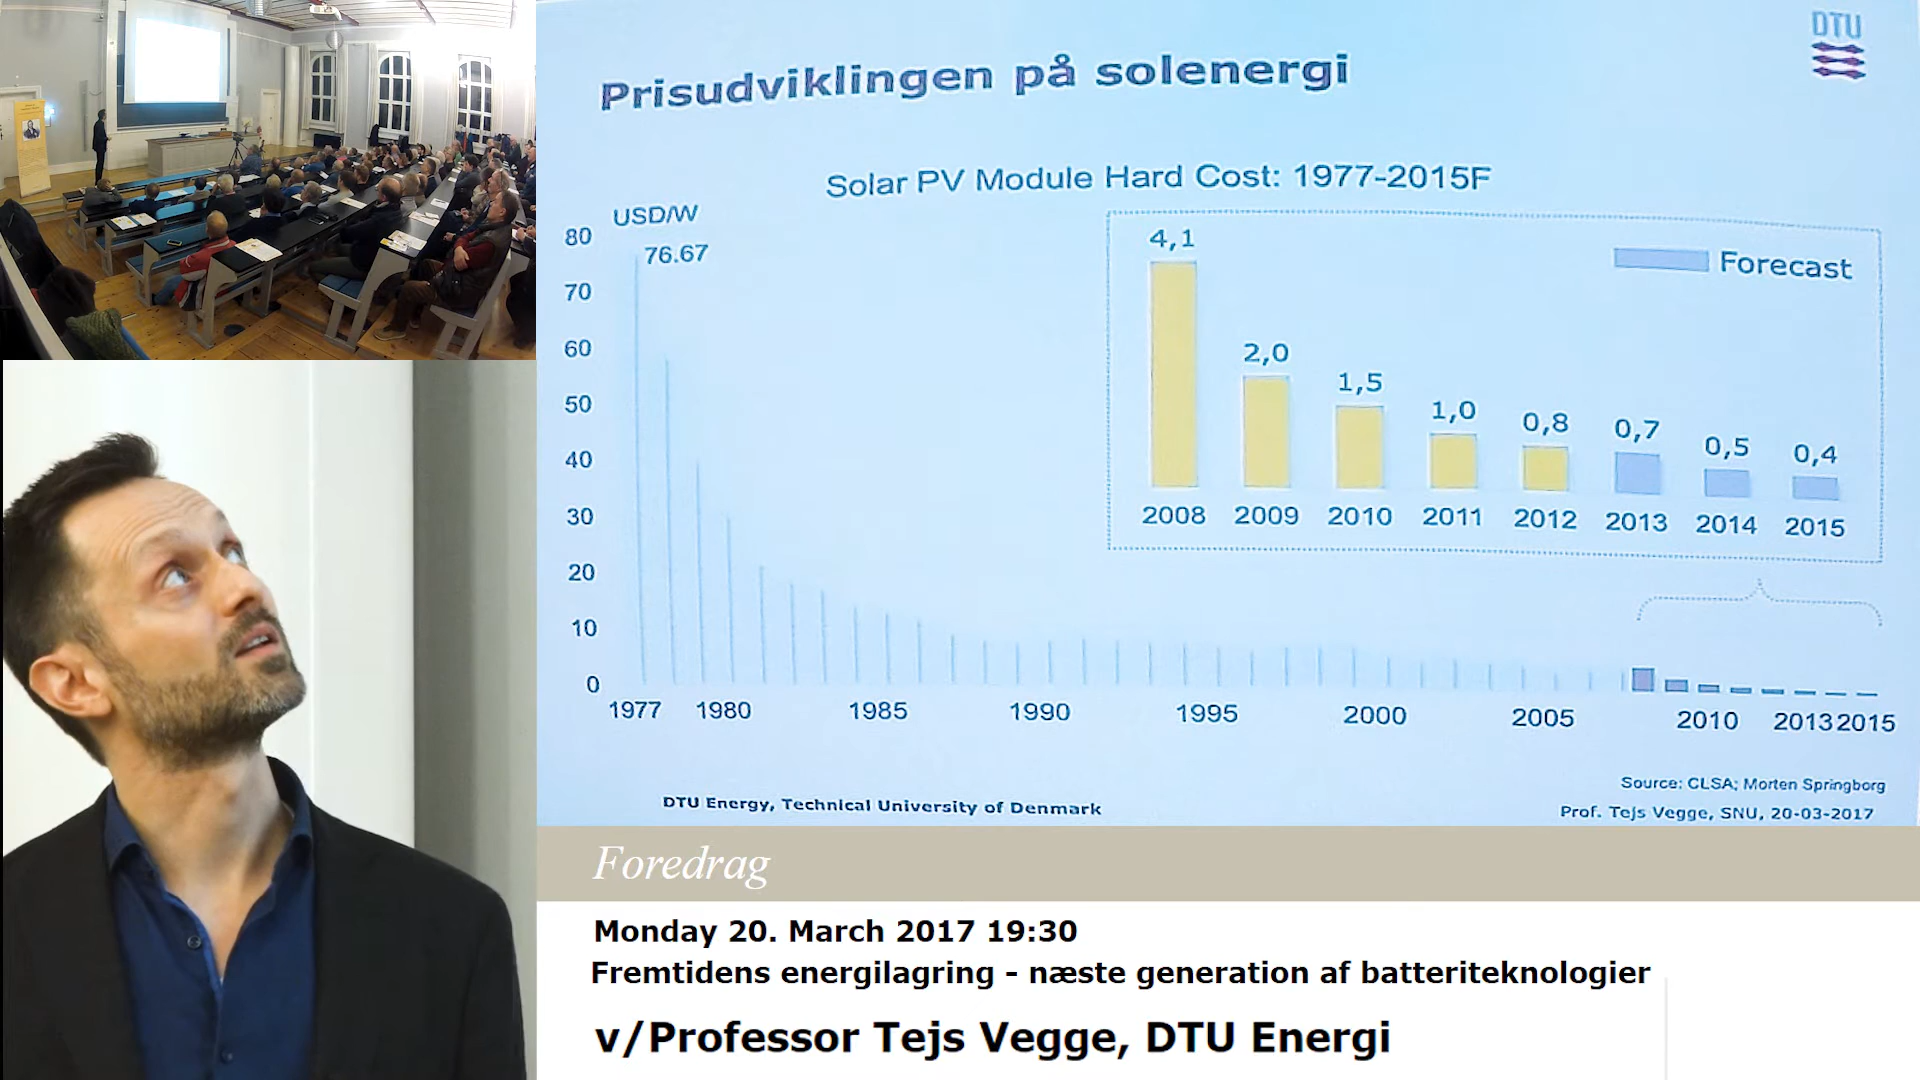 DTU
Prisudviklingen på solenergi
Solar PV Module Hard Cost: 1977-2015F
USD/W
80
76.67
70
60
50
40
30
20
10
0
1977 1980 1985 1990 1995 2000 2005 2010 2013 2015
Forecast
4,1 2,0 1,5 1,0 0,8 0,7 0,5 0,4
2008 2009 2010 2011 2012 2013 2014 2015
Source: CLSA; Morten Springborg
DTU Energy, Technical University of Denmark
Prof. Tejs Vegge, SNU, 20-03-2017
Foredrag
Monday 20. March 2017 19:30
Fremtidens energilagring - næste generation af batteriteknologier
v/Professor Tejs Vegge, DTU Energi